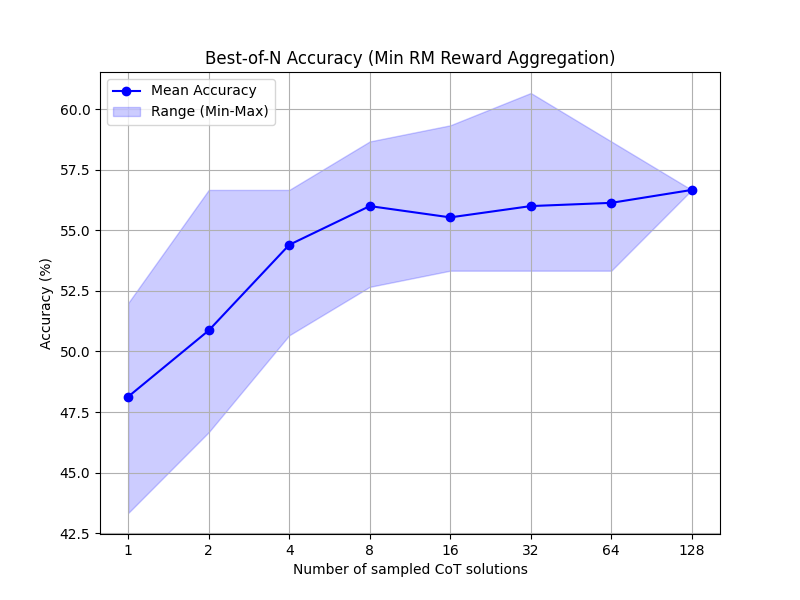 Best-of-N Accuracy (Min RM Reward Aggregation)
Mean Accuracy
Range (Min-Max)
Accuracy (%)
60.0
57.5
55.0
52.5
50.0
47.5
45.0
42.5
1 2 4 8 16 32 64 128
Number of sampled CoT solutions